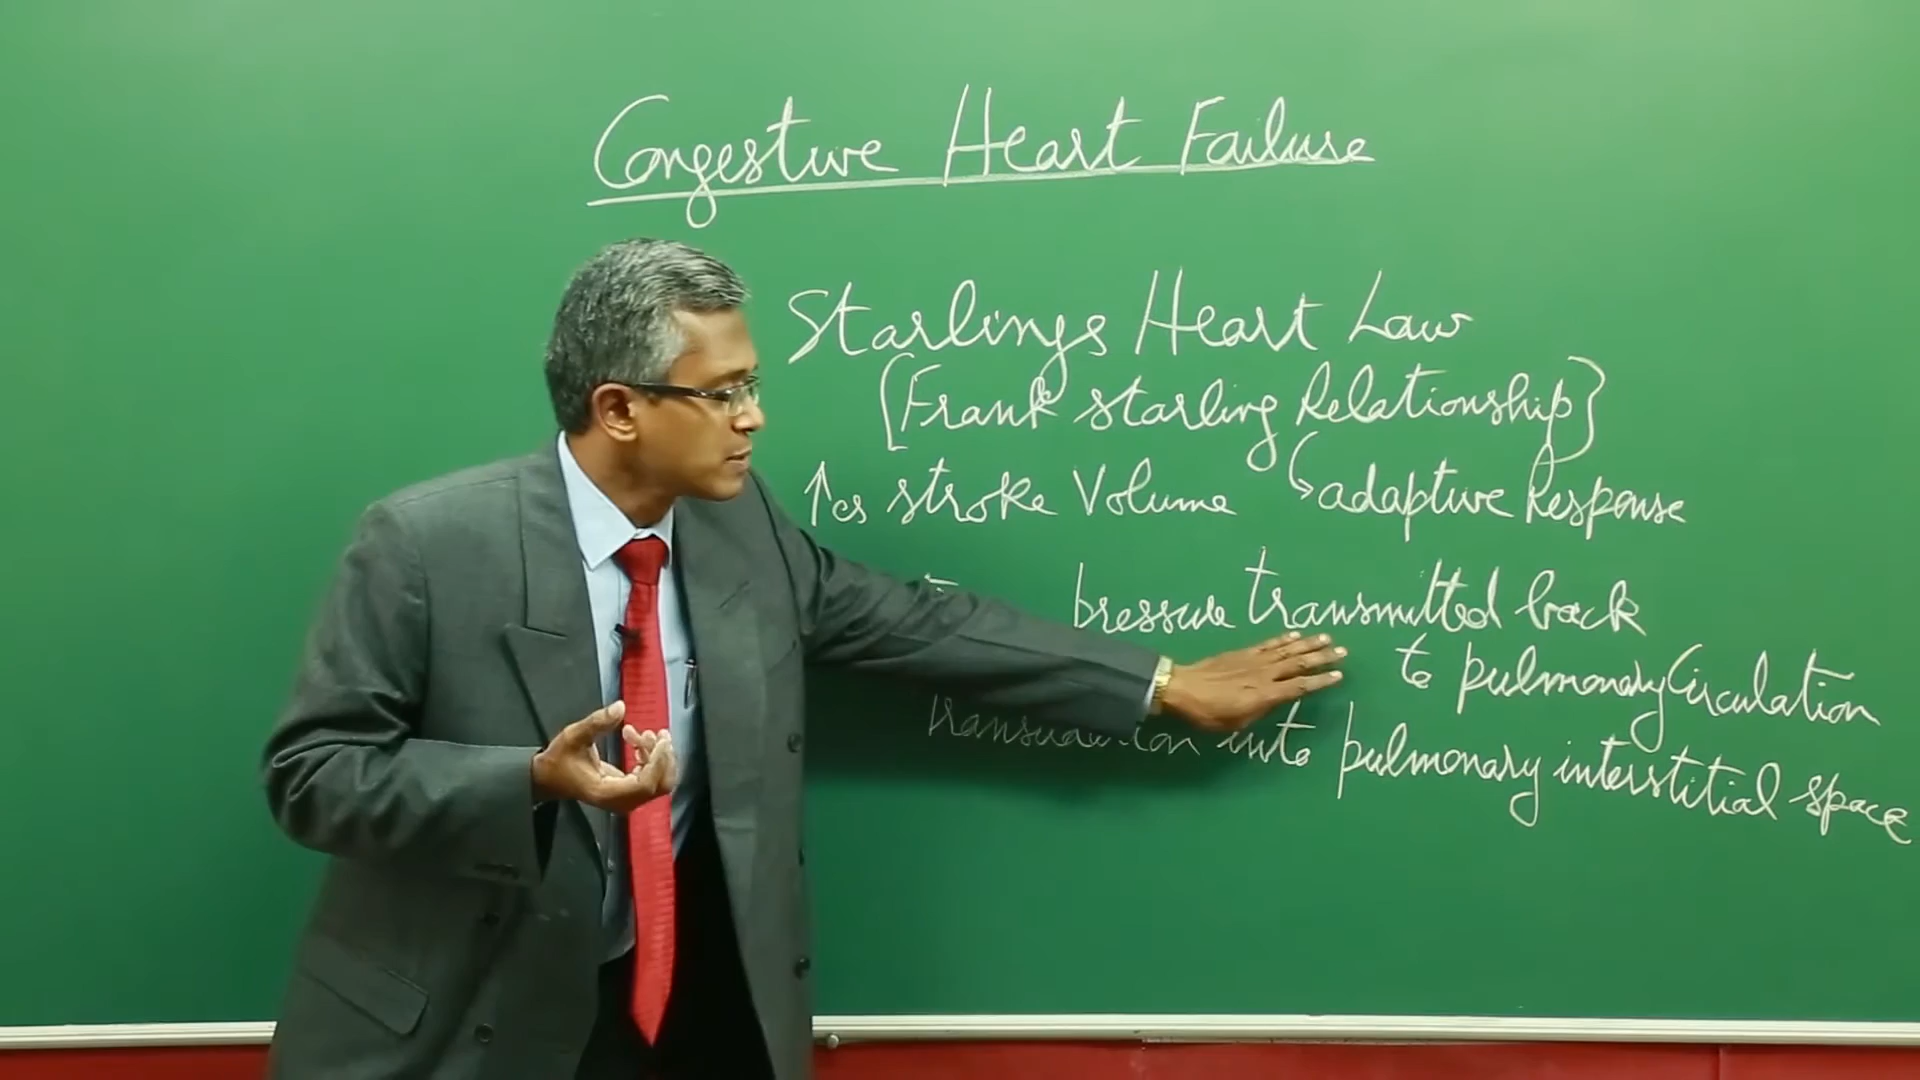 Congestive Heart Failure
Starlings Heart Law
[Frank Starling Relationship}
↑es stroke Volume ↳ adaptive Response
pressure transmitted back
to pulmonary Circulation
into pulmonary interstitial space